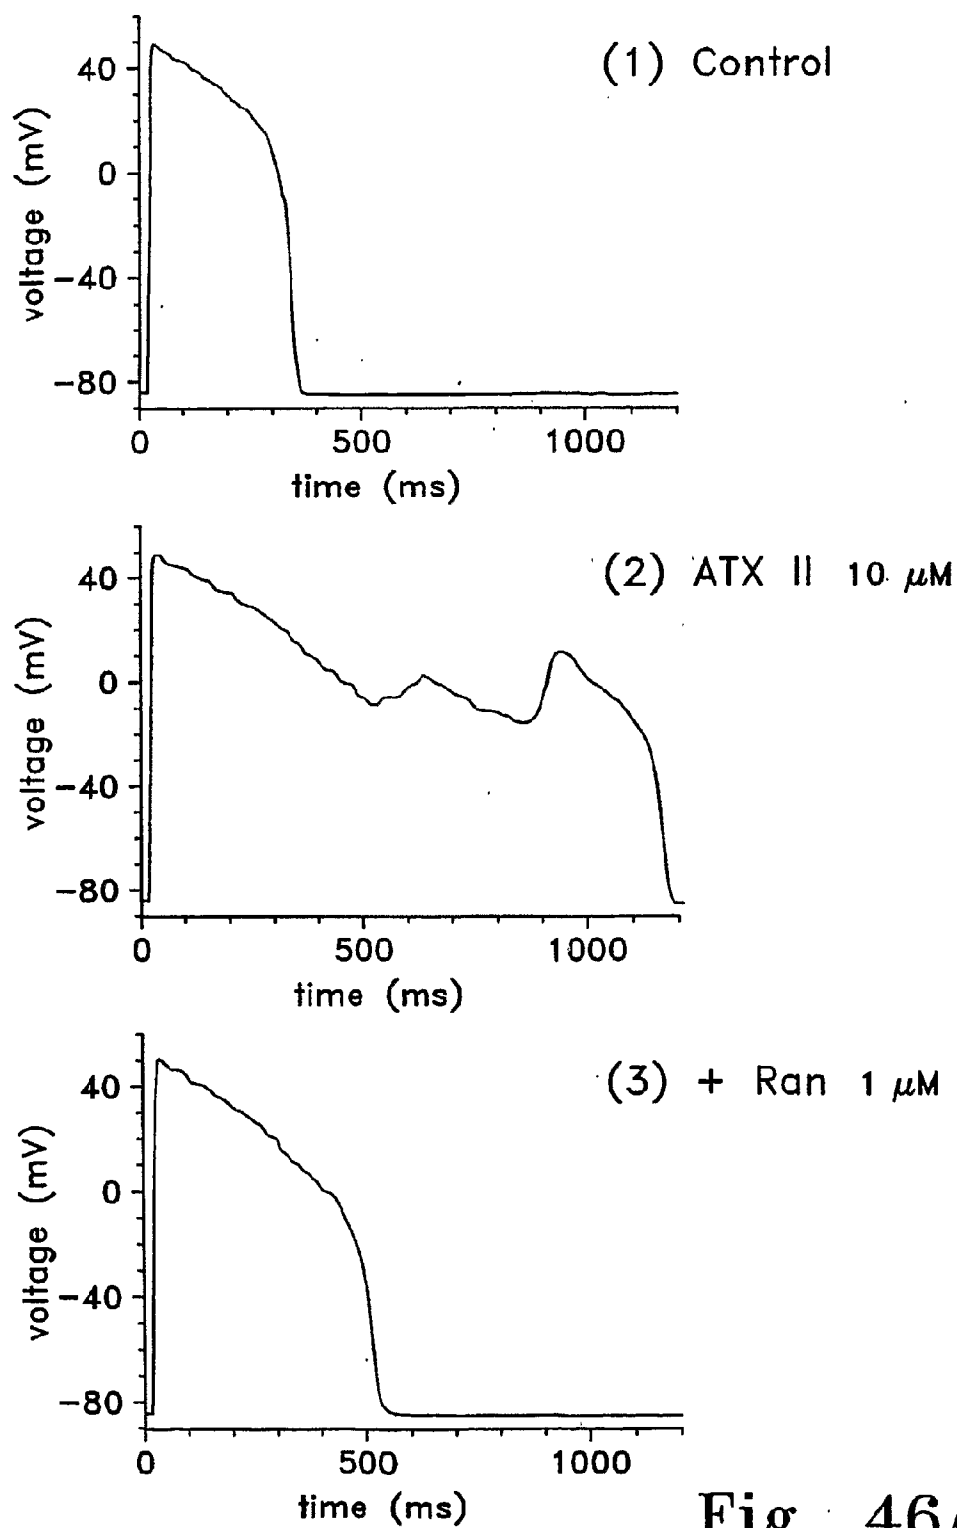 (1) Control
40
0
−40
−80
voltage (mV)
0 500 1000
time (ms)
(2) ATX II 10 μM
40
0
−40
−80
voltage (mV)
0 500 1000
time (ms)
(3) + Ran 1 μM
40
0
−40
−80
voltage (mV)
0 500 1000
time (ms)
Fig. 46